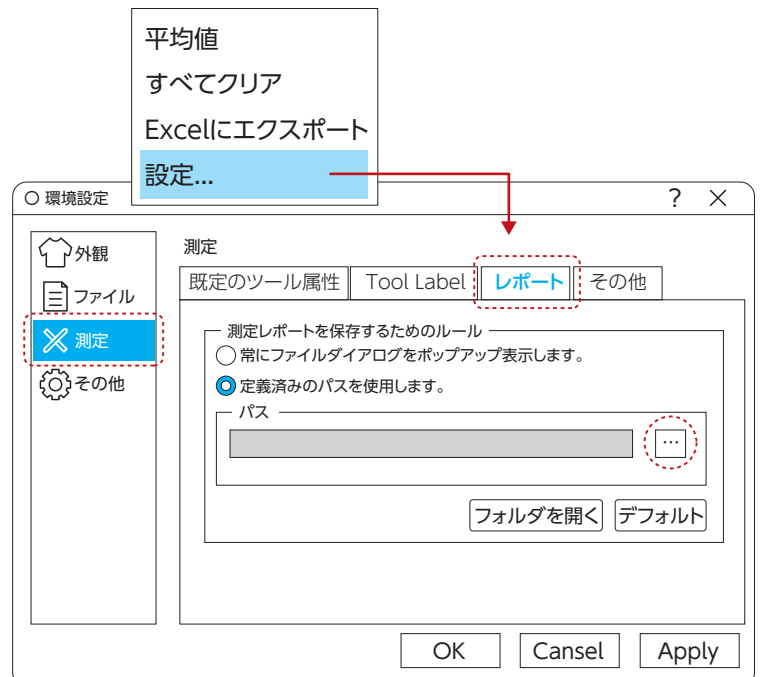 平均値
すべてクリア
Excelにエクスポート
設定...
環境設定
? ×
外観
ファイル
測定
その他
測定
既定のツール属性 Tool Label レポート その他
測定レポートを保存するためのルール
常にファイルダイアログをポップアップ表示します。
定義済みのパスを使用します。
パス
...
フォルダを開く デフォルト
OK Cansel Apply